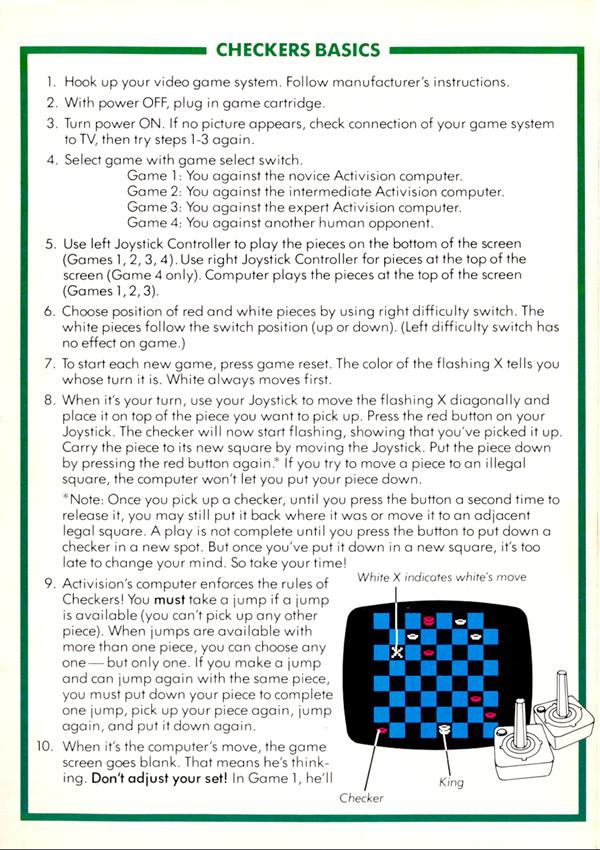 CHECKERS BASICS
1. Hook up your video game system. Follow manufacturer's instructions.
2. With power OFF, plug in game cartridge.
3. Turn power ON. If no picture appears, check connection of your game system
to TV, then try steps 1-3 again.
4. Select game with game select switch.
Game 1: You against the novice Activision computer.
Game 2: You against the intermediate Activision computer.
Game 3: You against the expert Activision computer.
Game 4: You against another human opponent.
5. Use left Joystick Controller to play the pieces on the bottom of the screen
(Games 1, 2, 3, 4). Use right Joystick Controller for pieces at the top of the
screen (Game 4 only). Computer plays the pieces at the top of the screen
(Games 1, 2, 3).
6. Choose position of red and white pieces by using right difficulty switch. The
white pieces follow the switch position (up or down). (Left difficulty switch has
no effect on game.)
7. To start each new game, press game reset. The color of the flashing X tells you
whose turn it is. White always moves first.
8. When it's your turn, use your Joystick to move the flashing X diagonally and
place it on top of the piece you want to pick up. Press the red button on your
Joystick. The checker will now start flashing, showing that you've picked it up.
Carry the piece to its new square by moving the Joystick. Put the piece down
by pressing the red button again.* If you try to move a piece to an illegal
square, the computer won't let you put your piece down.
*Note: Once you pick up a checker, until you press the button a second time to
release it, you may still put it back where it was or move it to an adjacent
legal square. A play is not complete until you press the button to put down a
checker in a new spot. But once you've put it down in a new square, it's too
late to change your mind. So take your time!
9. Activision's computer enforces the rules of
Checkers! You must take a jump if a jump
is available (you can't pick up any other
piece). When jumps are available with
more than one piece, you can choose any
one — but only one. If you make a jump
and can jump again with the same piece,
you must put down your piece to complete
one jump, pick up your piece again, jump
again, and put it down again.
10. When it's the computer's move, the game
screen goes blank. That means he's think-
ing. Don't adjust your set! In Game 1, he'll
White X indicates white's move
King
Checker